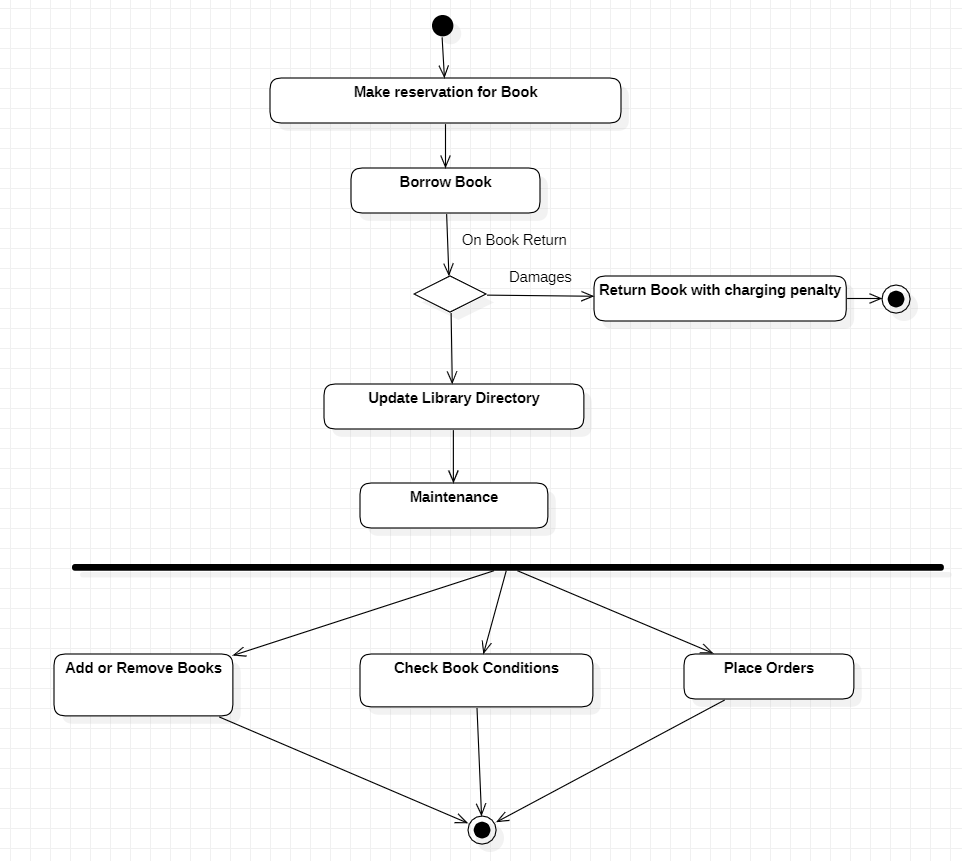 Make reservation for Book
Borrow Book
On Book Return
Damages
Return Book with charging penalty
Update Library Directory
Maintenance
Add or Remove Books
Check Book Conditions
Place Orders